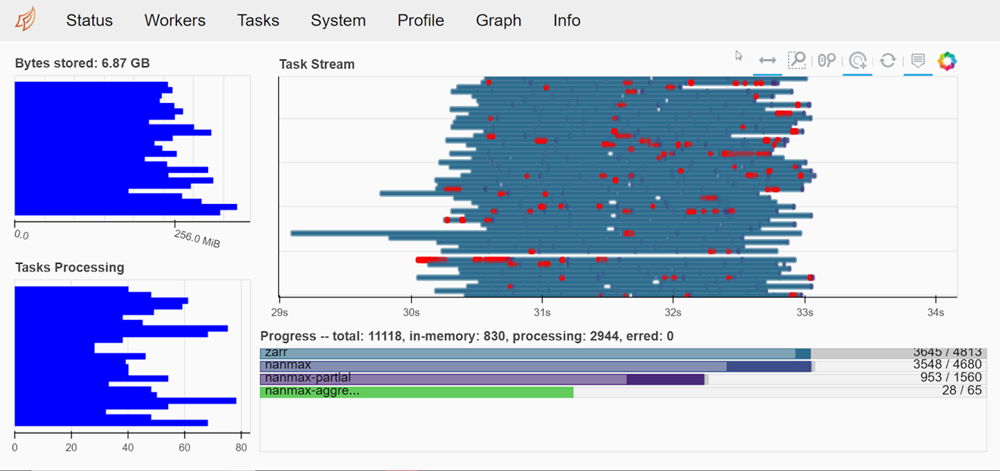 Status Workers Tasks System Profile Graph Info
Bytes stored: 6.87 GB
0.0 256.0 MiB
Tasks Processing
0 20 40 60 80
Task Stream
29s 30s 31s 32s 33s 34s
Progress -- total: 11118, in-memory: 830, processing: 2944, erred: 0
zarr 3645 / 4813
nanmax 3548 / 4680
nanmax-partial 953 / 1560
nanmax-aggre... 28 / 65